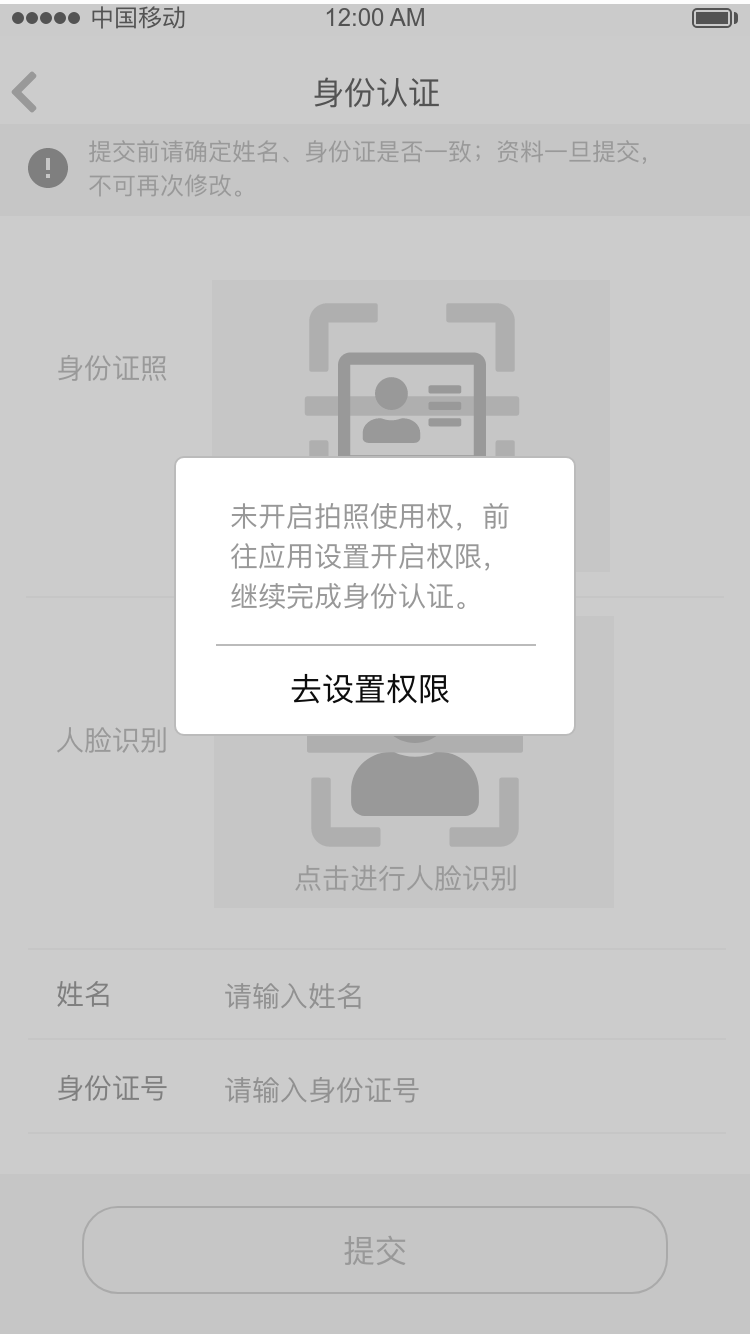 中国移动 12:00 AM
身份认证
提交前请确定姓名、身份证是否一致；资料一旦提交，
不可再次修改。
身份证照
未开启拍照使用权，前
往应用设置开启权限，
继续完成身份认证。
去设置权限
人脸识别
点击进行人脸识别
姓名 请输入姓名
身份证号 请输入身份证号
提交